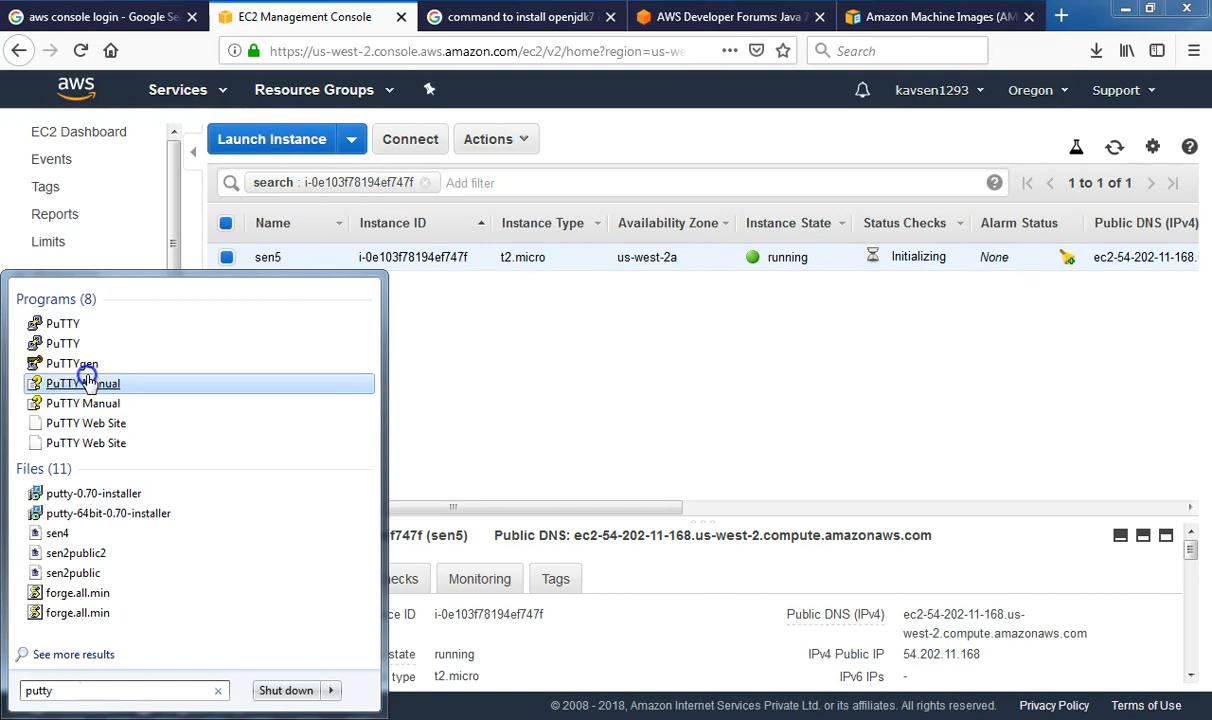 aws console login - Google Se
EC2 Management Console
command to install openjdk7
AWS Developer Forums: Java 7
Amazon Machine Images (AM
https://us-west-2.console.aws.amazon.com/ec2/v2/home?region=us-we
Search
aws
Services
Resource Groups
kavsen1293
Oregon
Support
EC2 Dashboard
Events
Tags
Reports
Limits
Launch Instance
Connect
Actions
search : i-0e103f78194ef747f
Add filter
1 to 1 of 1
Name
Instance ID
Instance Type
Availability Zone
Instance State
Status Checks
Alarm Status
Public DNS (IPv4)
sen5
i-0e103f78194ef747f
t2.micro
us-west-2a
running
Initializing
None
ec2-54-202-11-168.
Programs (8)
PuTTY
PuTTY
PuTTYgen
PuTTY Manual
PuTTY Manual
PuTTY Web Site
PuTTY Web Site
Files (11)
putty-0.70-installer
putty-64bit-0.70-installer
sen4
sen2public2
sen2public
forge.all.min
forge.all.min
See more results
putty
Shut down
f747f (sen5)
Public DNS: ec2-54-202-11-168.us-west-2.compute.amazonaws.com
ecks
Monitoring
Tags
ce ID
i-0e103f78194ef747f
Public DNS (IPv4)
ec2-54-202-11-168.us-
west-2.compute.amazonaws.com
state
running
IPv4 Public IP
54.202.11.168
type
t2.micro
IPv6 IPs
-
© 2008 - 2018, Amazon Internet Services Private Ltd. or its affiliates. All rights reserved.
Privacy Policy
Terms of Use